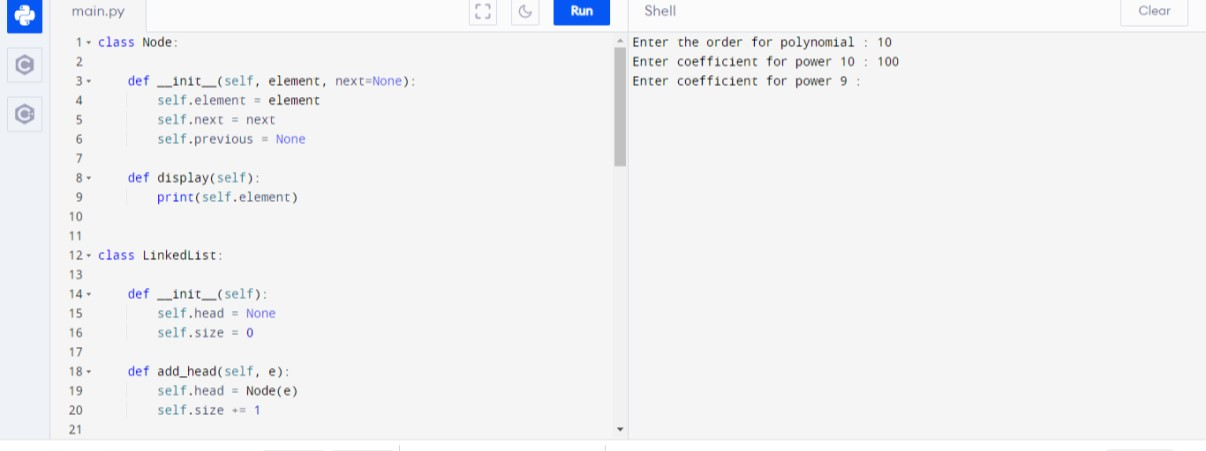 main.py
Run
Shell
Clear
1 class Node:
2
3     def __init__(self, element, next=None):
4         self.element = element
5         self.next = next
6         self.previous = None
7
8     def display(self):
9         print(self.element)
10
11
12 class LinkedList:
13
14     def __init__(self):
15         self.head = None
16         self.size = 0
17
18     def add_head(self, e):
19         self.head = Node(e)
20         self.size += 1
21
Enter the order for polynomial : 10
Enter coefficient for power 10 : 100
Enter coefficient for power 9 :